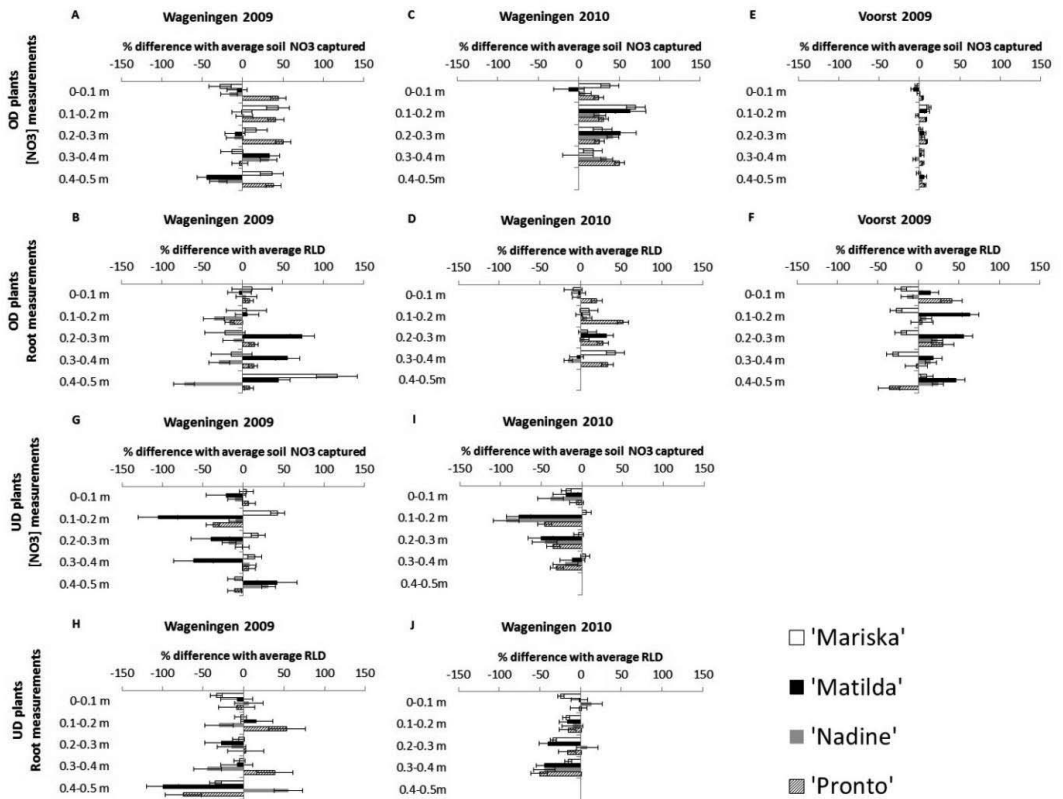 A
Wageningen 2009
% difference with average soil NO3 captured
-150 -100 -50 0 50 100 150
OD plants
[NO3] measurements
0-0.1 m
0.1-0.2 m
0.2-0.3 m
0.3-0.4 m
0.4-0.5 m
C
Wageningen 2010
% difference with average soil NO3 captured
-150 -100 -50 0 50 100 150
0-0.1 m
0.1-0.2 m
0.2-0.3 m
0.3-0.4 m
0.4-0.5m
E
Voorst 2009
% difference with average soil NO3 captured
-150 -100 -50 0 50 100 150
0-0.1 m
0.1-0.2 m
0.2-0.3 m
0.3-0.4 m
0.4-0.5 m
B
Wageningen 2009
% difference with average RLD
-150 -100 -50 0 50 100 150
OD plants
Root measurements
0-0.1 m
0.1-0.2 m
0.2-0.3 m
0.3-0.4 m
0.4-0.5 m
D
Wageningen 2010
% difference with average RLD
-150 -100 -50 0 50 100 150
0-0.1 m
0.1-0.2 m
0.2-0.3 m
0.3-0.4 m
0.4-0.5m
F
Voorst 2009
% difference with average RLD
-150 -100 -50 0 50 100 150
0-0.1 m
0.1-0.2 m
0.2-0.3 m
0.3-0.4 m
0.4-0.5 m
G
Wageningen 2009
% difference with average soil NO3 captured
-150 -100 -50 0 50 100 150
UD plants
[NO3] measurements
0-0.1 m
0.1-0.2 m
0.2-0.3 m
0.3-0.4 m
0.4-0.5 m
I
Wageningen 2010
% difference with average soil NO3 captured
-150 -100 -50 0 50 100 150
0-0.1 m
0.1-0.2 m
0.2-0.3 m
0.3-0.4 m
0.4-0.5m
H
Wageningen 2009
% difference with average RLD
-150 -100 -50 0 50 100 150
UD plants
Root measurements
0-0.1 m
0.1-0.2 m
0.2-0.3 m
0.3-0.4 m
0.4-0.5 m
J
Wageningen 2010
% difference with average RLD
-150 -100 -50 0 50 100 150
0-0.1 m
0.1-0.2 m
0.2-0.3 m
0.3-0.4 m
0.4-0.5m
'Mariska'
'Matilda'
'Nadine'
'Pronto'